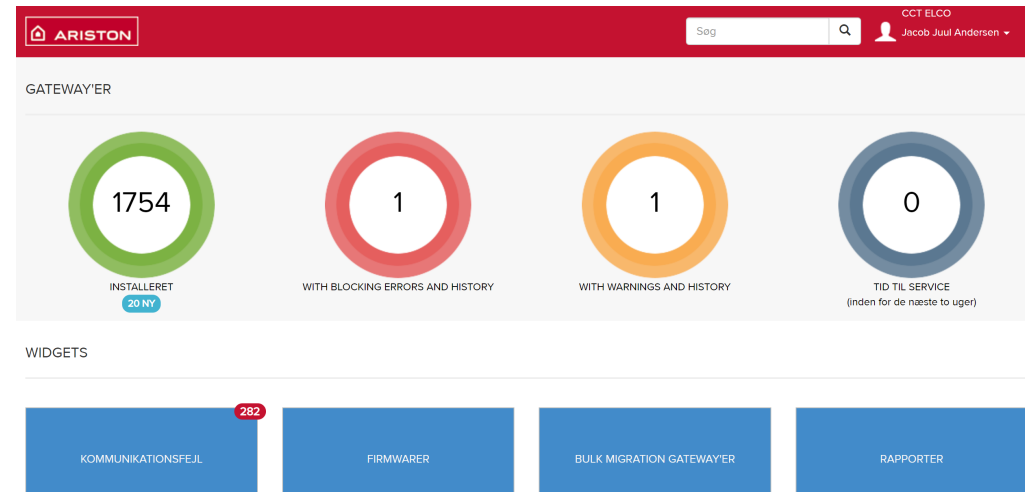 ARISTON
Søg
CCT ELCO
Jacob Juul Andersen
GATEWAY'ER
1754
INSTALLERET
20 NY
1
WITH BLOCKING ERRORS AND HISTORY
1
WITH WARNINGS AND HISTORY
0
TID TIL SERVICE
(inden for de næste to uger)
WIDGETS
282
KOMMUNIKATIONSFEJL
FIRMWARER
BULK MIGRATION GATEWAY'ER
RAPPORTER